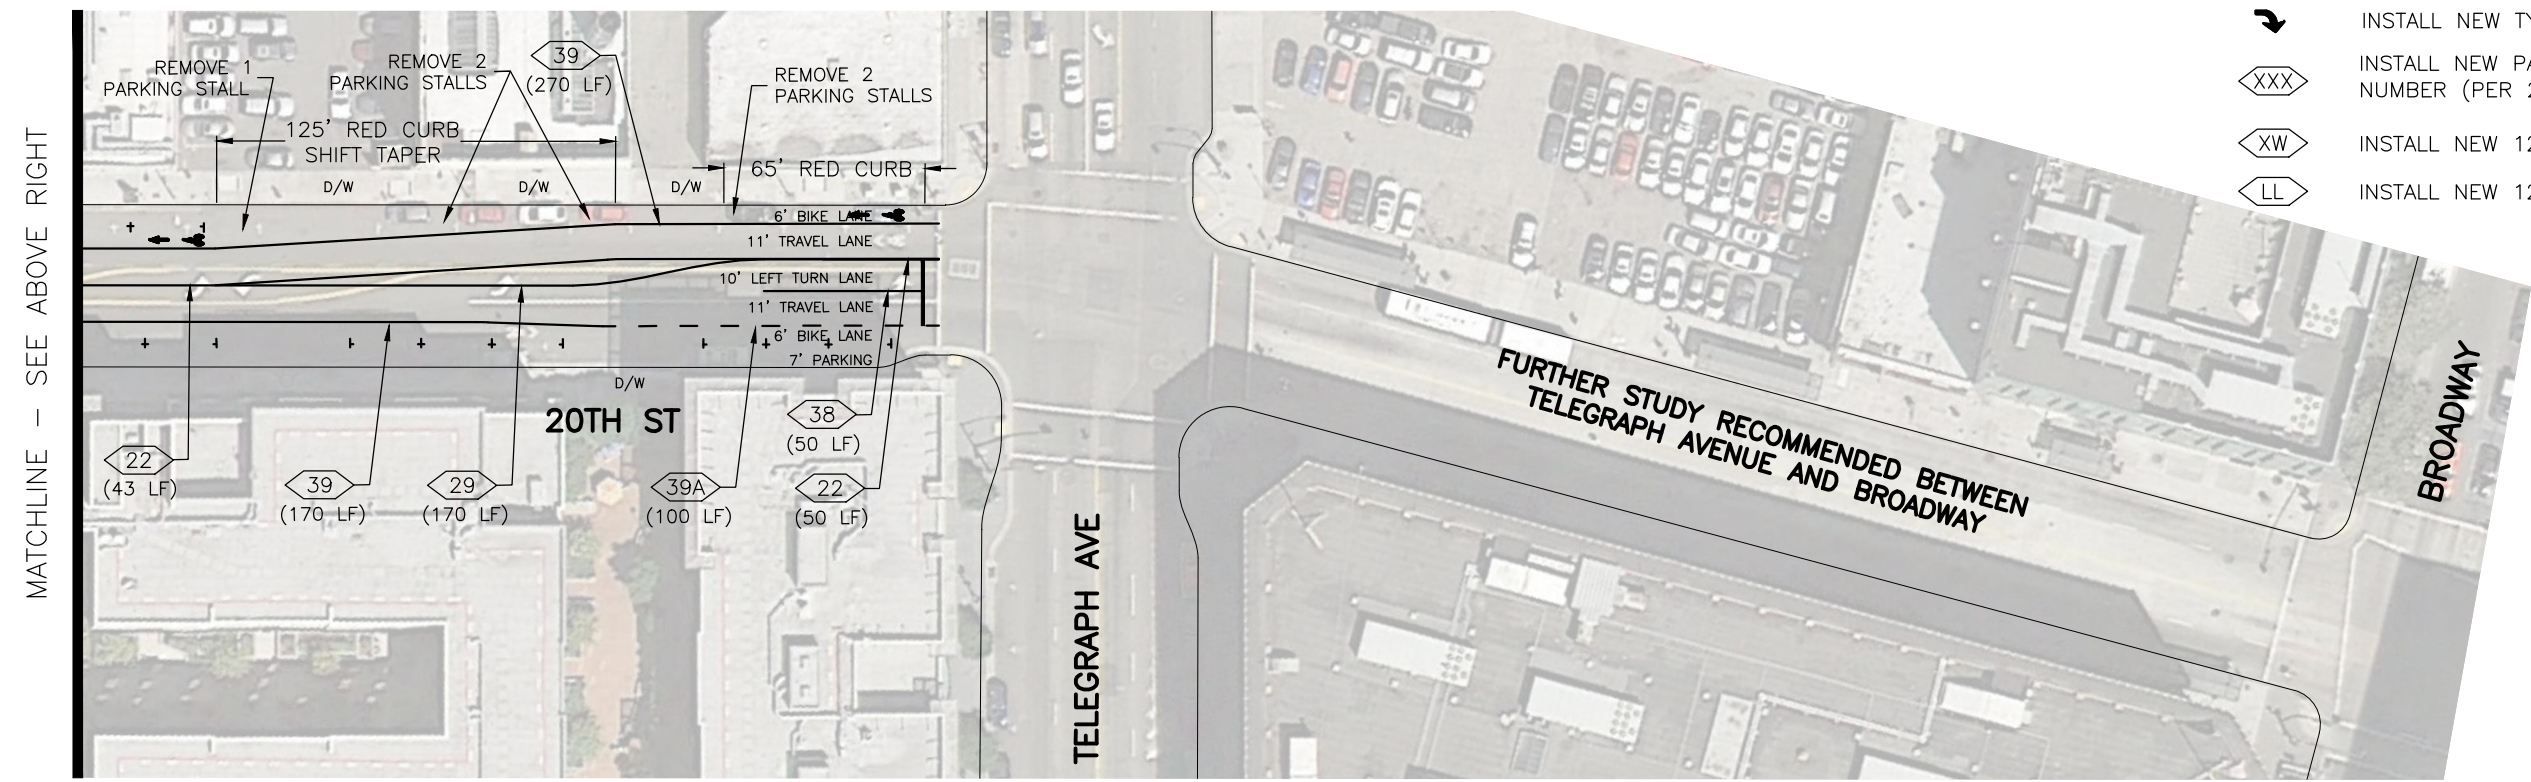 MATCHLINE – SEE ABOVE RIGHT
REMOVE 1
PARKING STALL
REMOVE 2
PARKING STALLS
39
(270 LF)
REMOVE 2
PARKING STALLS
125' RED CURB
SHIFT TAPER
65' RED CURB
D/W
D/W
D/W
6' BIKE LANE
11' TRAVEL LANE
10' LEFT TURN LANE
11' TRAVEL LANE
6' BIKE LANE
7' PARKING
D/W
20TH ST
22
(43 LF)
39
(170 LF)
29
(170 LF)
39A
(100 LF)
38
(50 LF)
22
(50 LF)
TELEGRAPH AVE
FURTHER STUDY RECOMMENDED BETWEEN
TELEGRAPH AVENUE AND BROADWAY
BROADWAY
INSTALL NEW
XXX
INSTALL NEW
NUMBER (PER
XW
INSTALL NEW 12
LL
INSTALL NEW 12